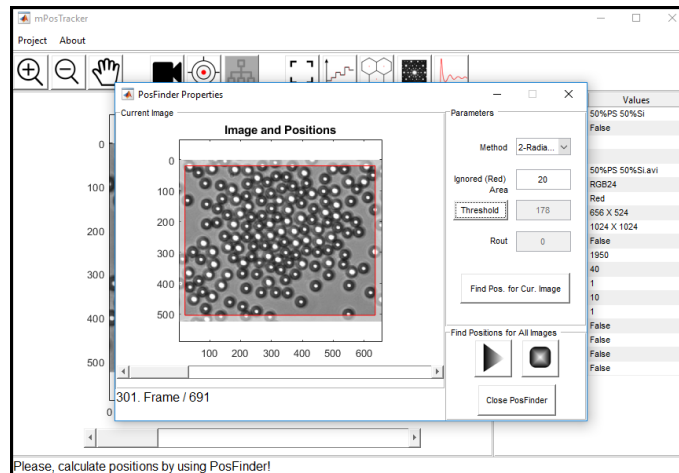 mPosTracker
Project About
PosFinder Properties
Current Image
Parameters
Values
Image and Positions
50%PS 50%Si
False
Method
2-Radia...
0
100
200
300
400
500
0
0
100
200
300
400
500
100 200 300 400 500 600
Ignored (Red)
Area
20
Threshold
178
Rout
0
Find Pos. for Cur. Image
Find Positions for All Images
Close PosFinder
301. Frame / 691
50%PS 50%Si.avi
RGB24
Red
656 X 524
1024 X 1024
False
1950
40
1
10
1
False
False
False
False
Please, calculate positions by using PosFinder!